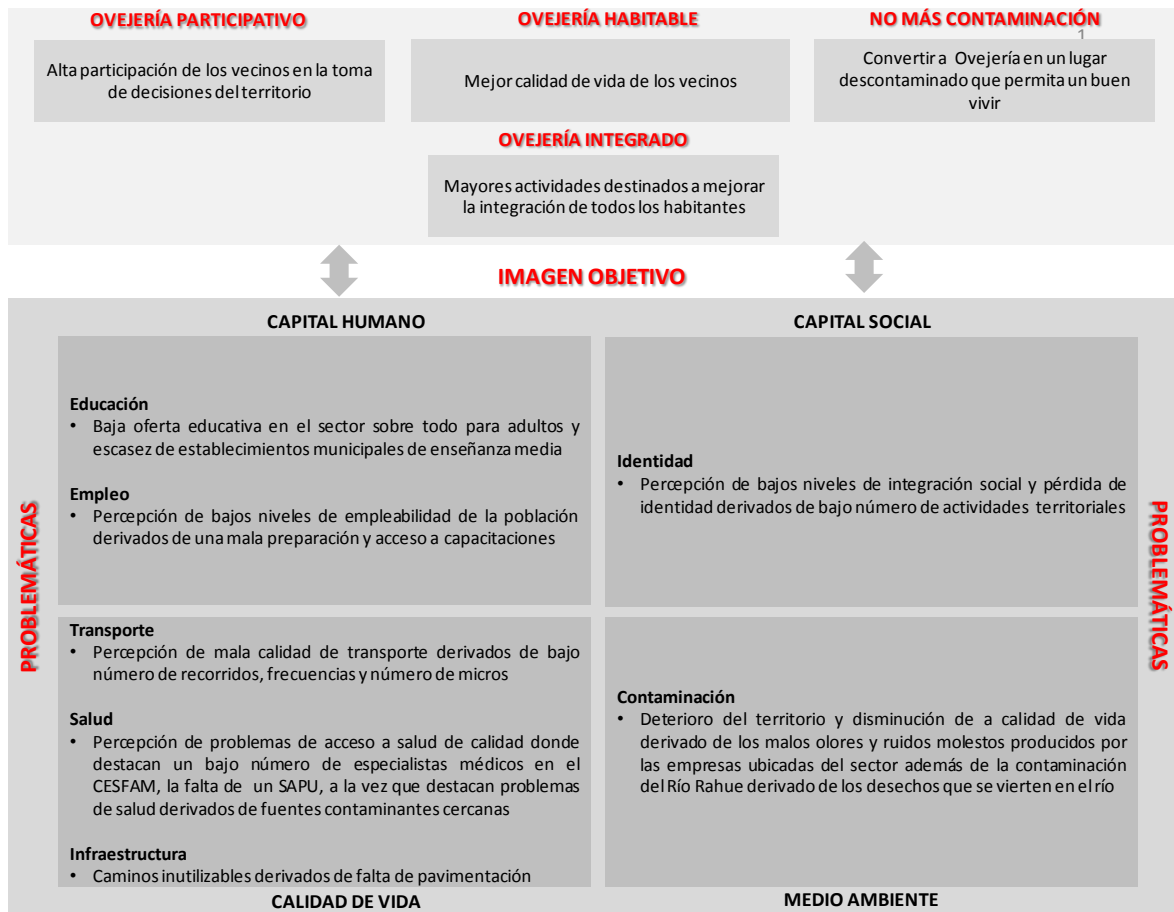 OVEJERÍA PARTICIPATIVO
Alta participación de los vecinos en la toma
de decisiones del territorio
OVEJERÍA HABITABLE
Mejor calidad de vida de los vecinos
NO MÁS CONTAMINACIÓN
1
Convertir a Ovejería en un lugar
descontaminado que permita un buen
vivir
OVEJERÍA INTEGRADO
Mayores actividades destinados a mejorar
la integración de todos los habitantes
IMAGEN OBJETIVO
PROBLEMÁTICAS
CAPITAL HUMANO
Educación
• Baja oferta educativa en el sector sobre todo para adultos y
escasez de establecimientos municipales de enseñanza media
Empleo
• Percepción de bajos niveles de empleabilidad de la población
derivados de una mala preparación y acceso a capacitaciones
CAPITAL SOCIAL
Identidad
• Percepción de bajos niveles de integración social y pérdida de
identidad derivados de bajo número de actividades territoriales
Transporte
• Percepción de mala calidad de transporte derivados de bajo
número de recorridos, frecuencias y número de micros
Salud
• Percepción de problemas de acceso a salud de calidad donde
destacan un bajo número de especialistas médicos en el
CESFAM, la falta de un SAPU, a la vez que destacan problemas
de salud derivados de fuentes contaminantes cercanas
Infraestructura
• Caminos inutilizables derivados de falta de pavimentación
CALIDAD DE VIDA
Contaminación
• Deterioro del territorio y disminución de a calidad de vida
derivado de los malos olores y ruidos molestos producidos por
las empresas ubicadas del sector además de la contaminación
del Río Rahue derivado de los desechos que se vierten en el río
MEDIO AMBIENTE
PROBLEMÁTICAS